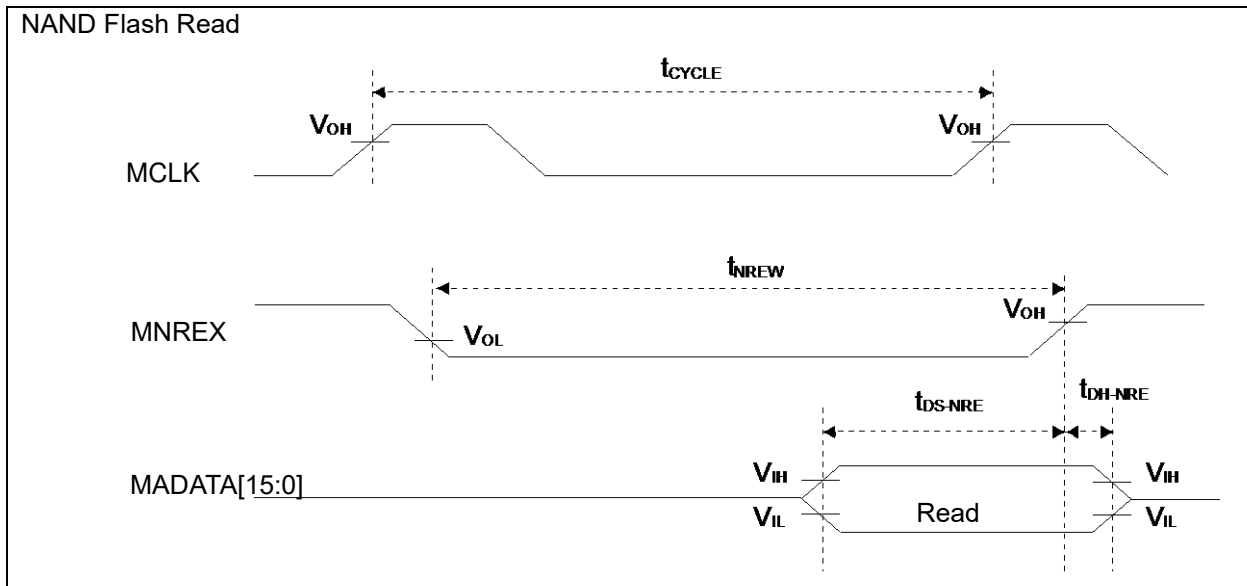 NAND Flash Read
tCYCLE
VOH
VOH
MCLK
tNREW
VOH
MNREX
VOL
tDS-NRE
tDH-NRE
VIH
VIH
MADATA[15:0]
VIL
Read
VIL